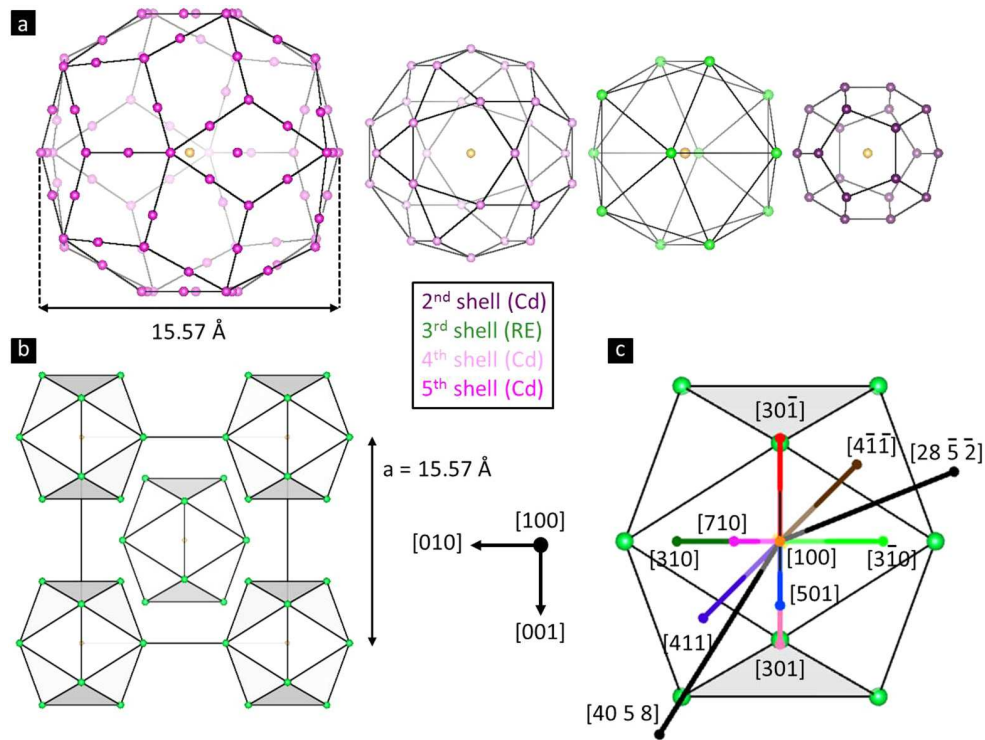 a
15.57 Å
2ⁿᵈ shell (Cd)
3ʳᵈ shell (RE)
4ᵗʰ shell (Cd)
5ᵗʰ shell (Cd)
b
a = 15.57 Å
[100]
[010]
[001]
c
[301̅]
[41̅1̅]
[28 5̅ 2̅]
[710]
[310]
[100]
[31̅0]
[501]
[411]
[301]
[40 5 8]